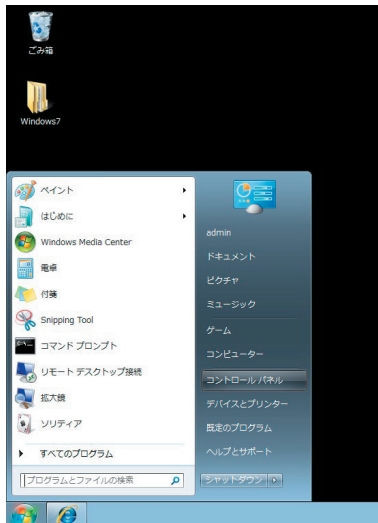 ごみ箱
Windows7
ペイント
はじめに
Windows Media Center
電卓
付箋
Snipping Tool
コマンド プロンプト
リモート デスクトップ接続
拡大鏡
ソリティア
すべてのプログラム
プログラムとファイルの検索
admin
ドキュメント
ピクチャ
ミュージック
ゲーム
コンピューター
コントロール パネル
デバイスとプリンター
既定のプログラム
ヘルプとサポート
シャットダウン